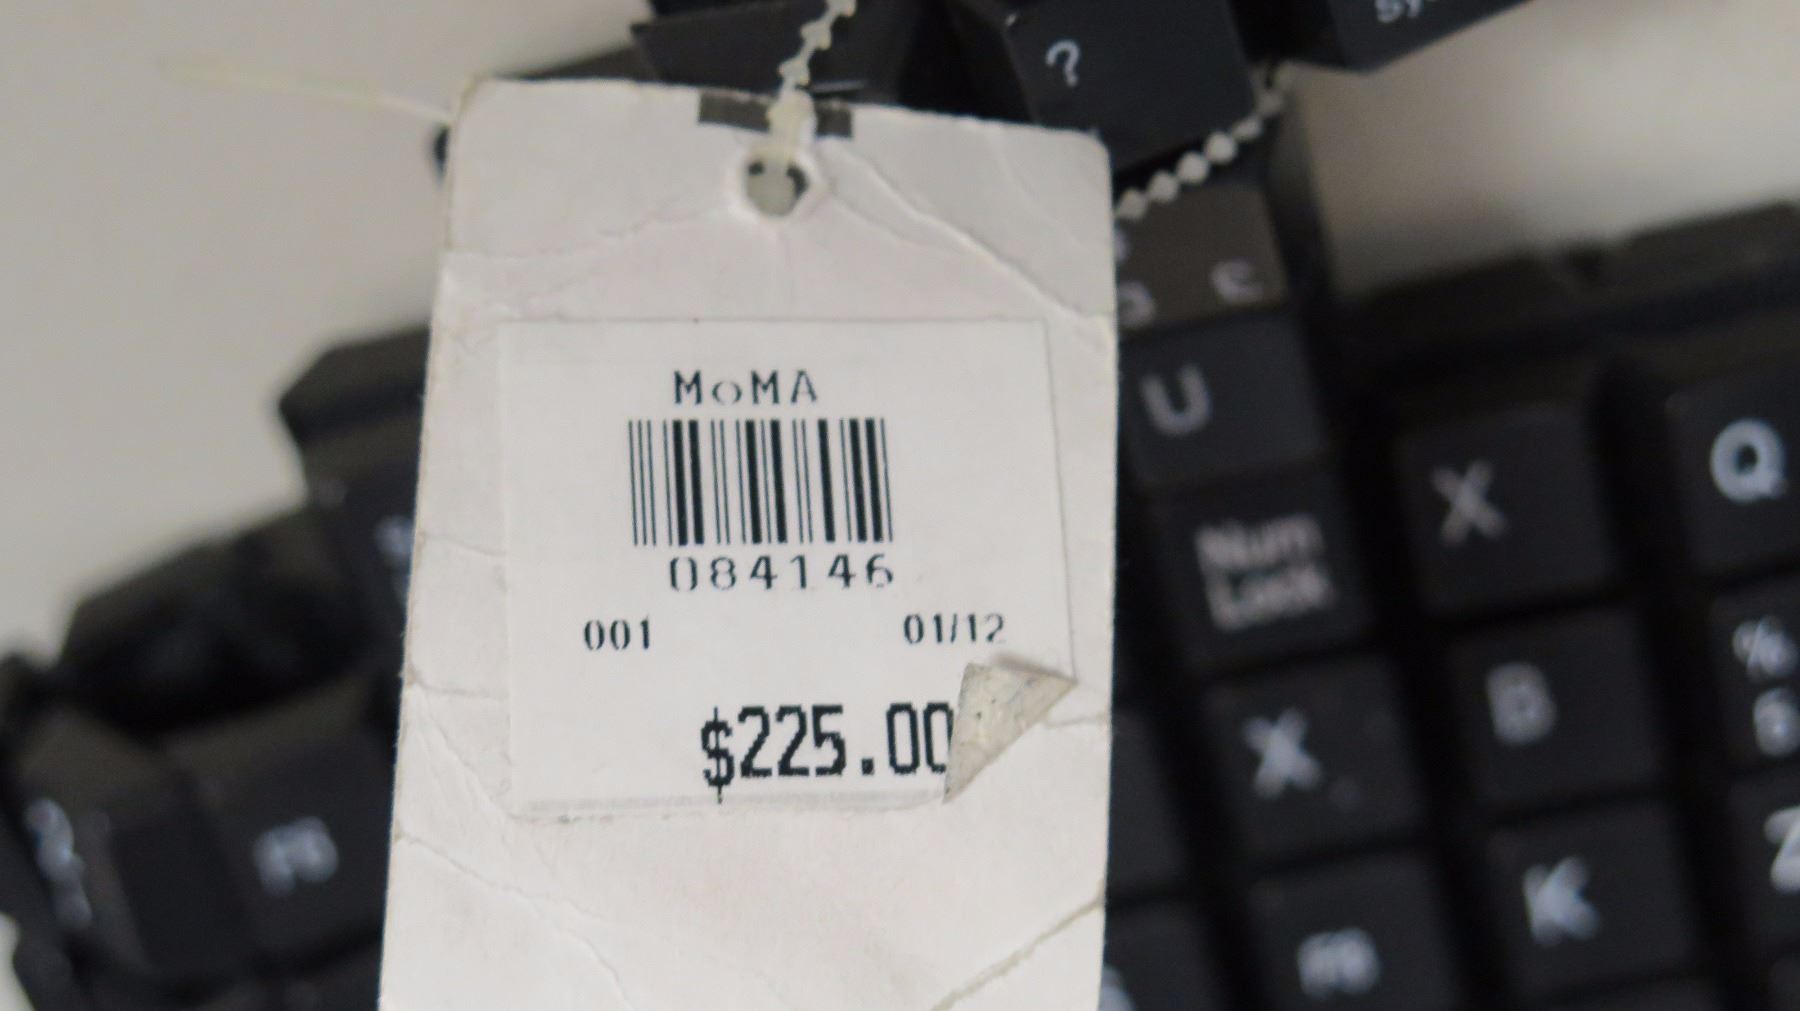 ?
MoMA
084146
001 01/12
$225.00
U
Num
Lock
X
Q
X
B
%
K
Z